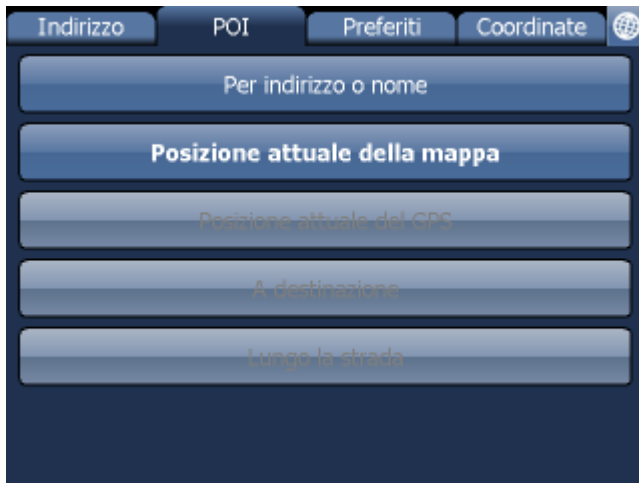 Indirizzo POI Preferiti Coordinate
Per indirizzo o nome
Posizione attuale della mappa
Posizione attuale del GPS
A destinazione
Lungo la strada